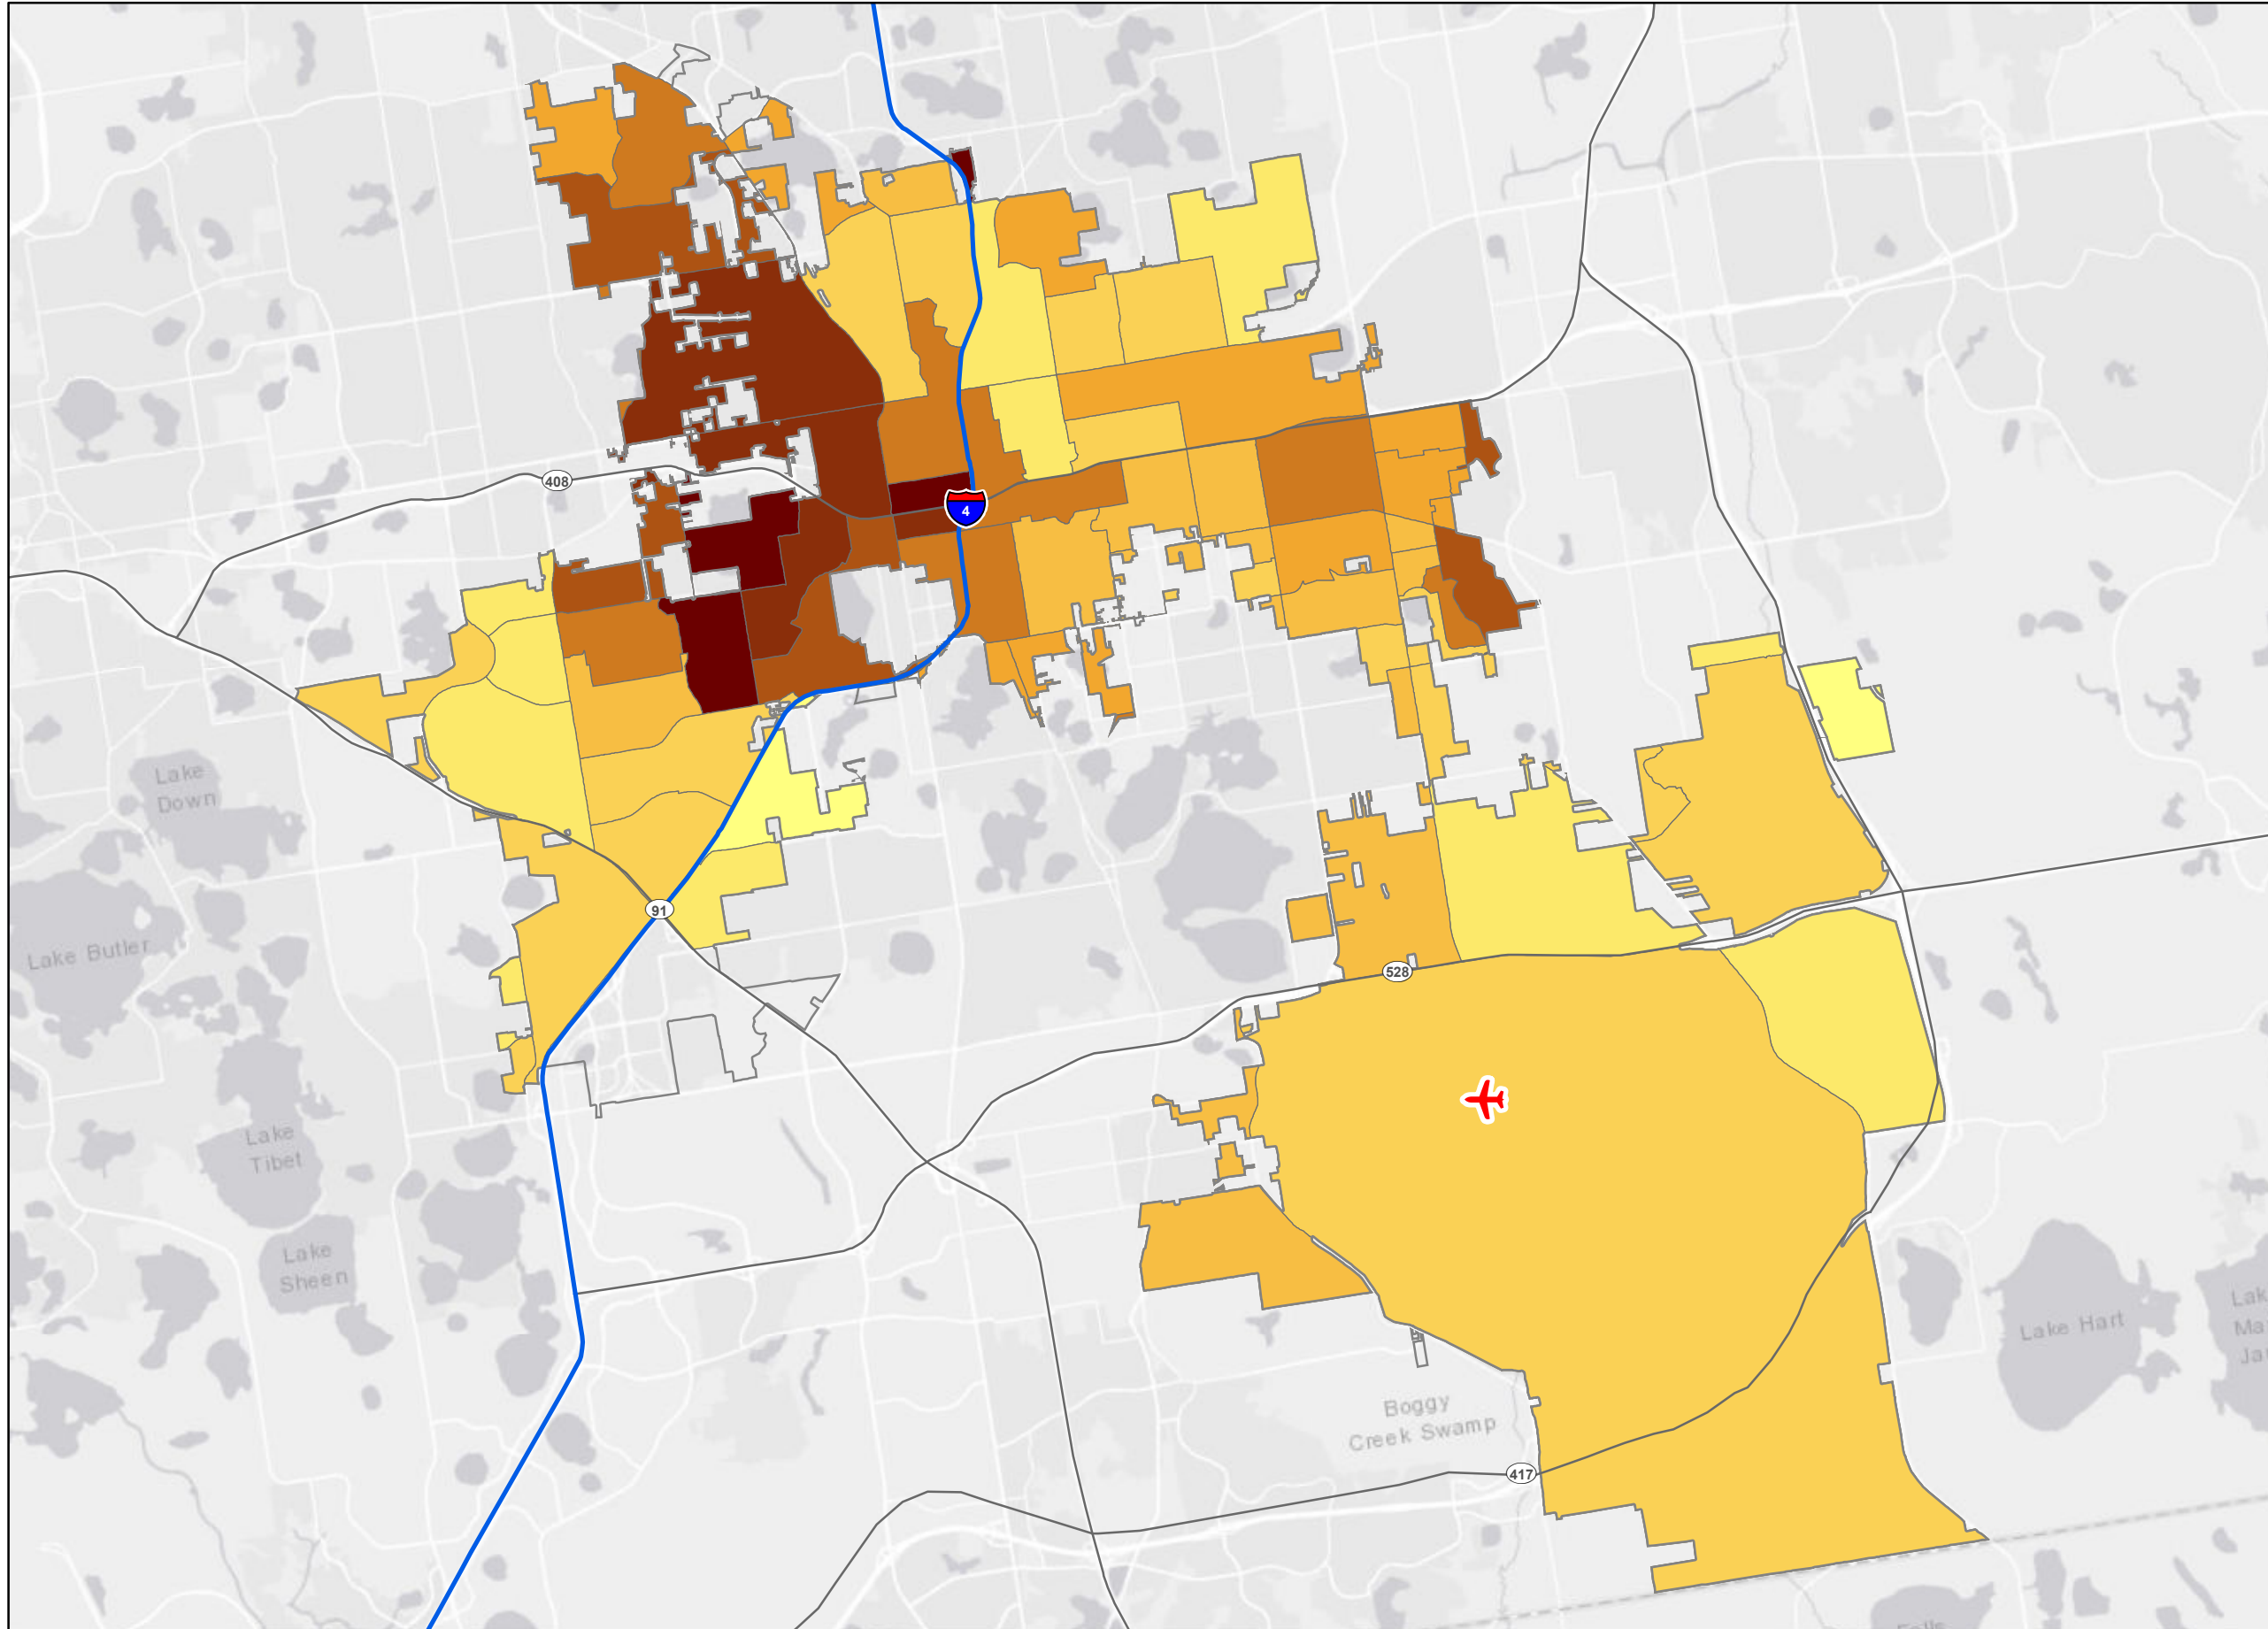 408
4
Lake
Down
91
Lake Butler
528
Lake
Tibet
Lake
Sheen
Lake Hart
Boggy
Creek Swamp
417